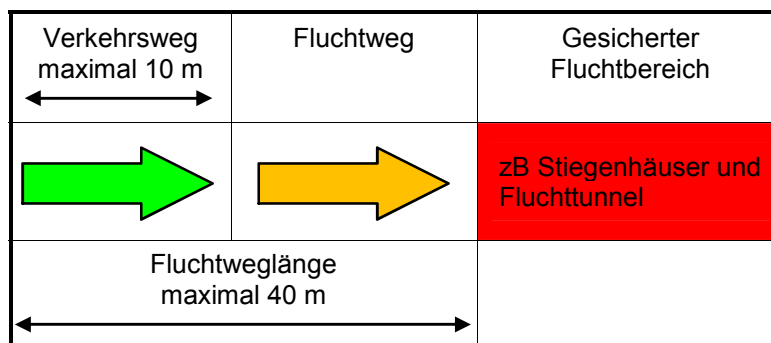 Verkehrsweg
maximal 10 m
Fluchtweg
Gesicherter
Fluchtbereich
zB Stiegenhäuser und
Fluchttunnel
Fluchtweglänge
maximal 40 m